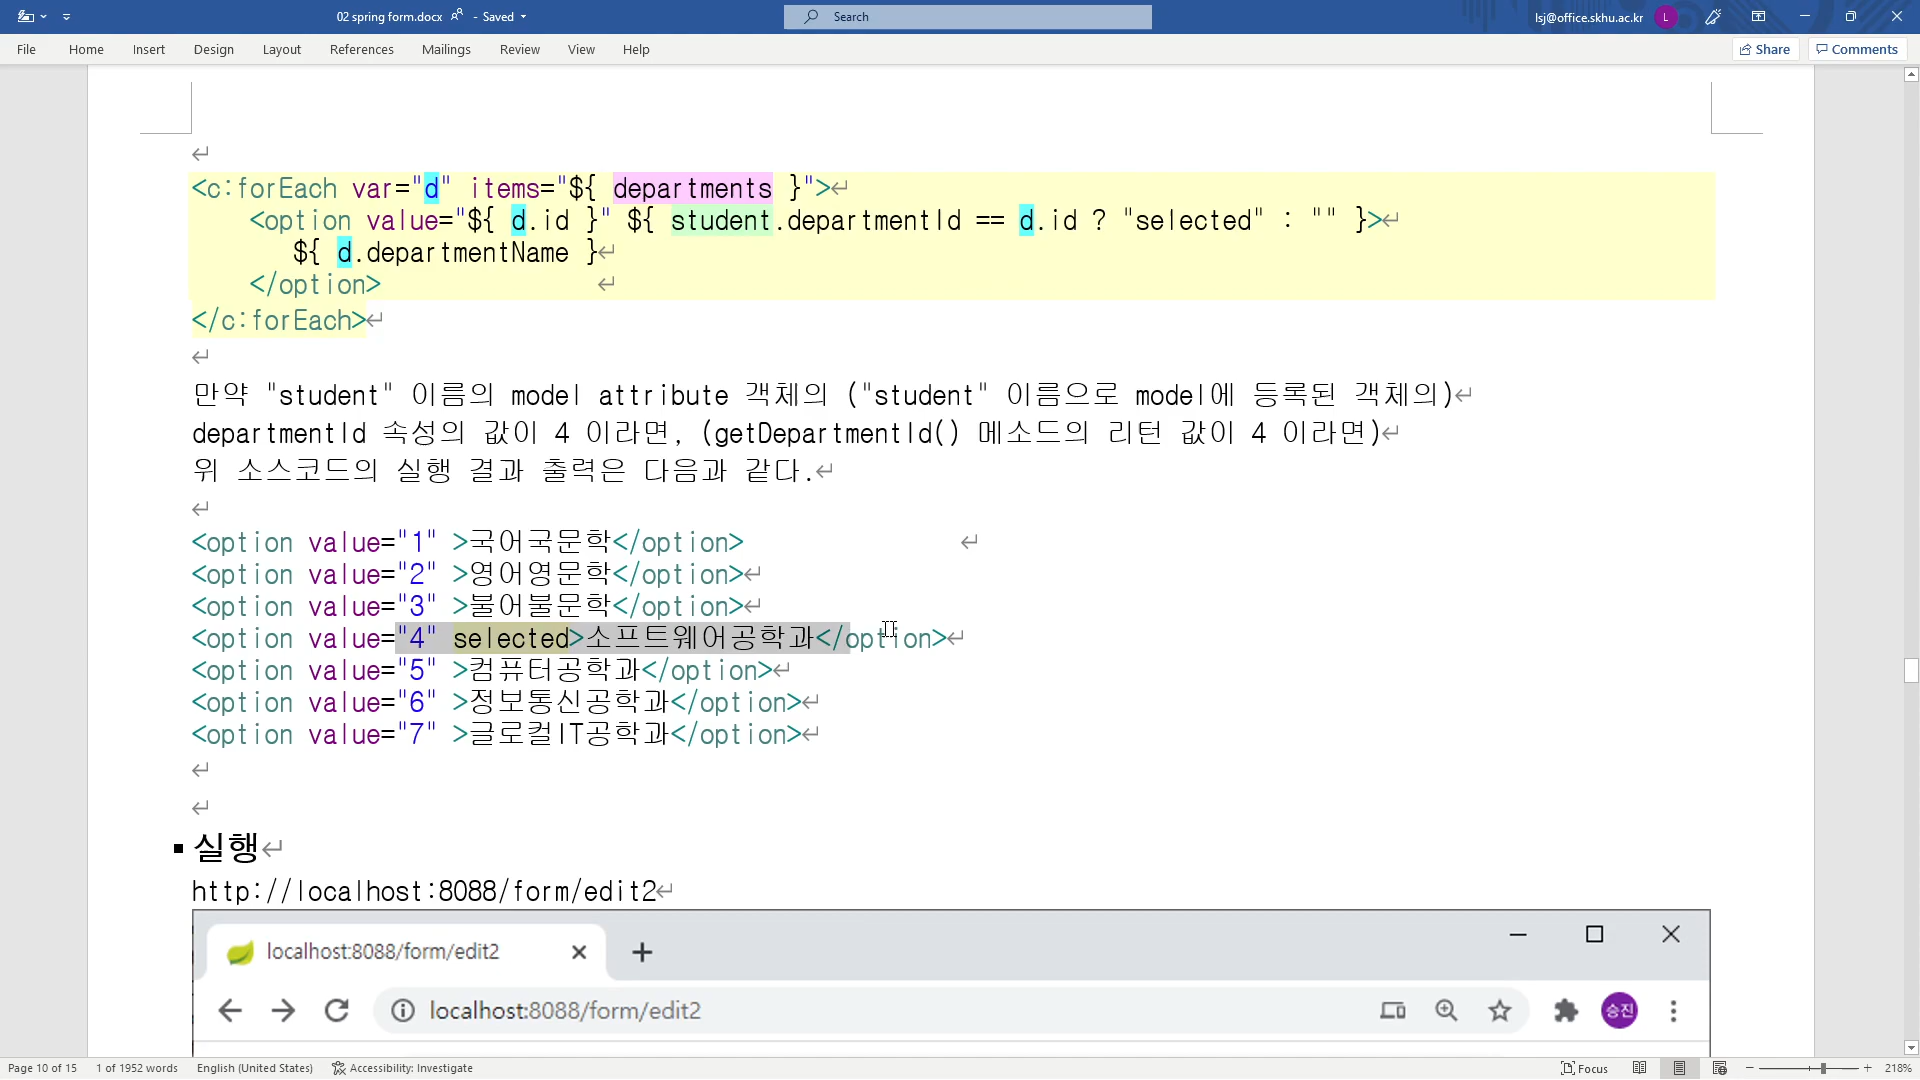 02 spring form.docx - Saved
Search
lsj@office.skhu.ac.kr L
File Home Insert Design Layout References Mailings Review View Help Share Comments
<c:forEach var="d" items="${ departments }">
<option value="${ d.id }" ${ student.departmentId == d.id ? "selected" : "" }>
${ d.departmentName }
</option>
</c:forEach>
만약 "student" 이름의 model attribute 객체의 ("student" 이름으로 model에 등록된 객체의)
departmentId 속성의 값이 4 이라면, (getDepartmentId() 메소드의 리턴 값이 4 이라면)
위 소스코드의 실행 결과 출력은 다음과 같다.
<option value="1" >국어국문학</option>
<option value="2" >영어영문학</option>
<option value="3" >불어불문학</option>
<option value="4" selected>소프트웨어공학과</option>
<option value="5" >컴퓨터공학과</option>
<option value="6" >정보통신공학과</option>
<option value="7" >글로컬IT공학과</option>
실행
http://localhost:8088/form/edit2
localhost:8088/form/edit2
localhost:8088/form/edit2
승진
Page 10 of 15 1 of 1952 words English (United States) Accessibility: Investigate Focus 218%